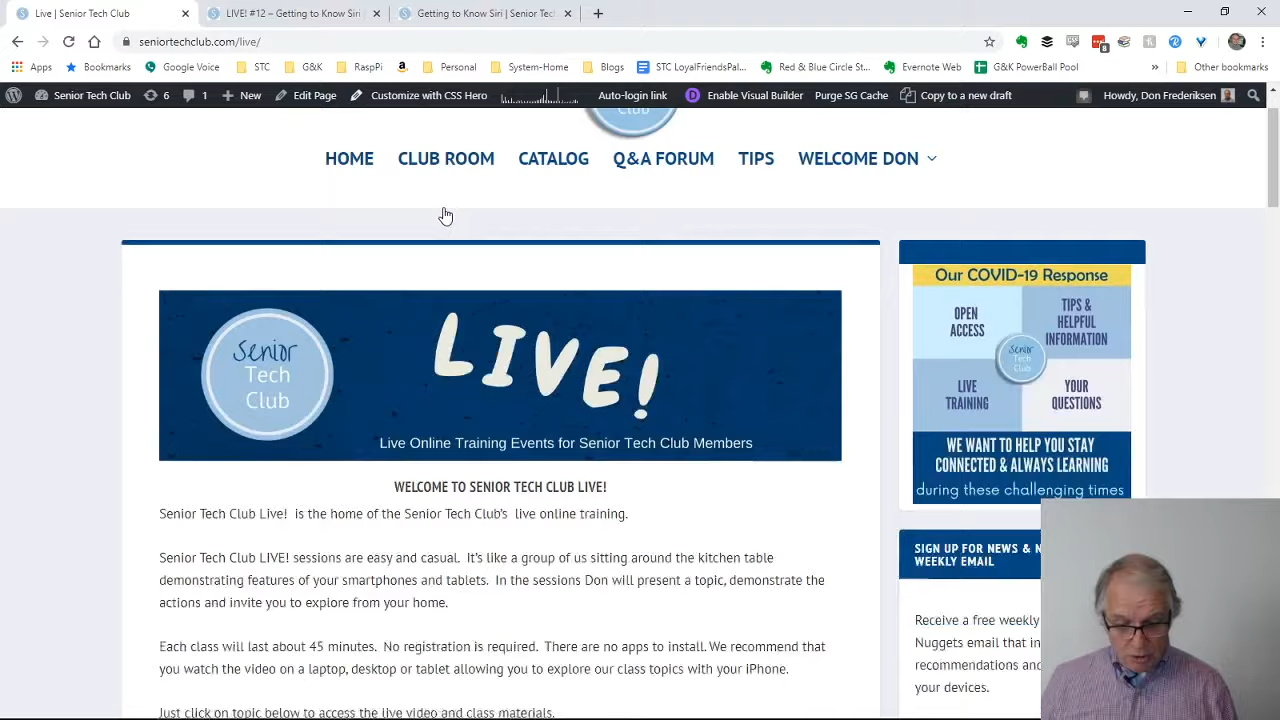 Live | Senior Tech Club
LIVE! #12 – Getting to Know Siri
Getting to Know Siri | Senior Tec
seniortechclub.com/live/
8
Apps
Bookmarks
Google Voice
STC
G&K
RaspPi
Personal
System-Home
Blogs
STC LoyalFriendsPal...
Red & Blue Circle St...
Evernote Web
G&K PowerBall Pool
»
Other bookmarks
Senior Tech Club
6
1
New
Edit Page
Customize with CSS Hero
Auto-login link
Enable Visual Builder
Purge SG Cache
Copy to a new draft
Howdy, Don Frederiksen
Club
HOME
CLUB ROOM
CATALOG
Q&A FORUM
TIPS
WELCOME DON
Senior
Tech
Club
LIVE!
Live Online Training Events for Senior Tech Club Members
WELCOME TO SENIOR TECH CLUB LIVE!
Senior Tech Club Live! is the home of the Senior Tech Club's live online training.
Senior Tech Club LIVE! sessions are easy and casual. It's like a group of us sitting around the kitchen table
demonstrating features of your smartphones and tablets. In the sessions Don will present a topic, demonstrate the
actions and invite you to explore from your home.
Each class will last about 45 minutes. No registration is required. There are no apps to install. We recommend that
you watch the video on a laptop, desktop or tablet allowing you to explore our class topics with your iPhone.
Just click on topic below to access the live video and class materials.
Our COVID-19 Response
OPEN
ACCESS
TIPS &
HELPFUL
INFORMATION
Senior
Tech
Club
LIVE
TRAINING
YOUR
QUESTIONS
WE WANT TO HELP YOU STAY
CONNECTED & ALWAYS LEARNING
during these challenging times
SIGN UP FOR NEWS & N
WEEKLY EMAIL
Receive a free weekly
Nuggets email that in
recommendations and
your devices.